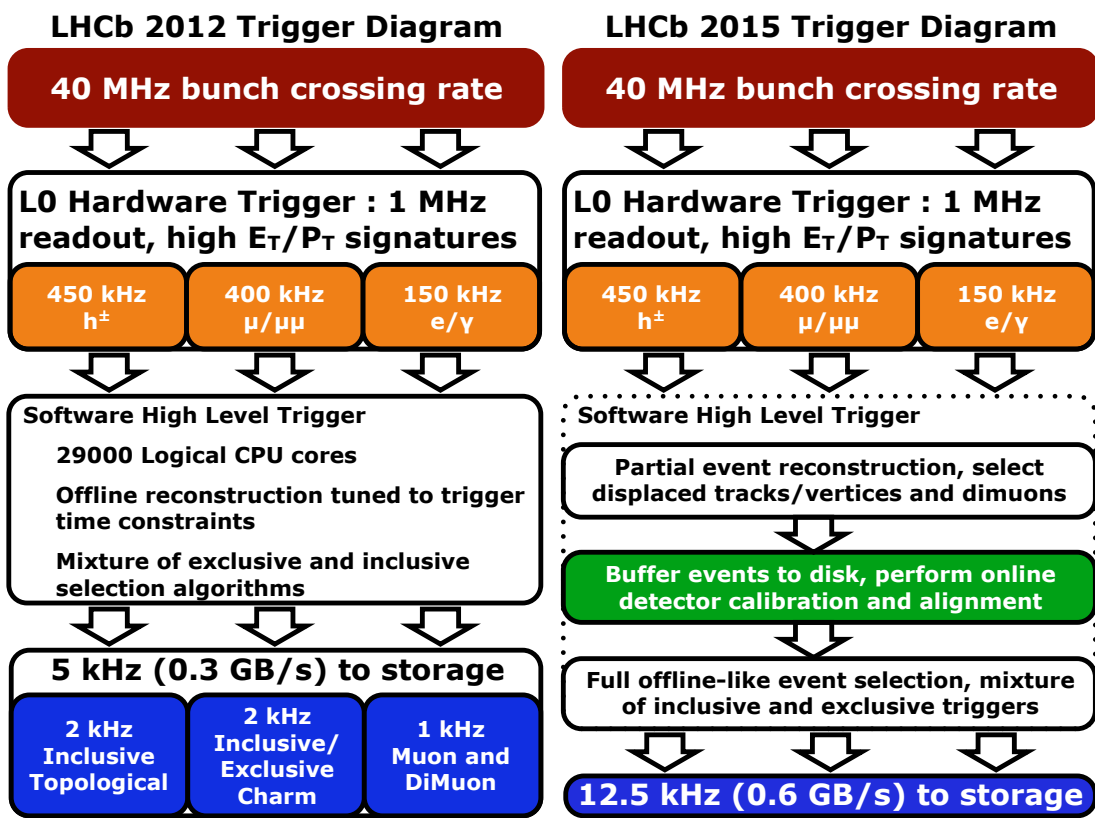 LHCb 2012 Trigger Diagram
40 MHz bunch crossing rate
L0 Hardware Trigger : 1 MHz
readout, high E_T/P_T signatures
450 kHz
h±
400 kHz
µ/µµ
150 kHz
e/γ
Software High Level Trigger
29000 Logical CPU cores
Offline reconstruction tuned to trigger
time constraints
Mixture of exclusive and inclusive
selection algorithms
5 kHz (0.3 GB/s) to storage
2 kHz
Inclusive
Topological
2 kHz
Inclusive/
Exclusive
Charm
1 kHz
Muon and
DiMuon
LHCb 2015 Trigger Diagram
40 MHz bunch crossing rate
L0 Hardware Trigger : 1 MHz
readout, high E_T/P_T signatures
450 kHz
h±
400 kHz
µ/µµ
150 kHz
e/γ
Software High Level Trigger
Partial event reconstruction, select
displaced tracks/vertices and dimuons
Buffer events to disk, perform online
detector calibration and alignment
Full offline-like event selection, mixture
of inclusive and exclusive triggers
12.5 kHz (0.6 GB/s) to storage